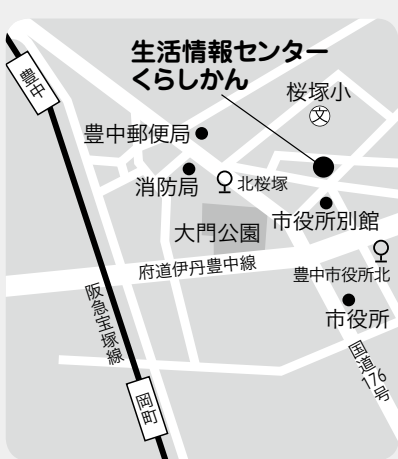 生活情報センター
くらしかん
豊中
桜塚小
文
豊中郵便局
消防局
北桜塚
市役所別館
大門公園
府道伊丹豊中線
豊中市役所北
阪急宝塚線
市役所
国道176号
岡町